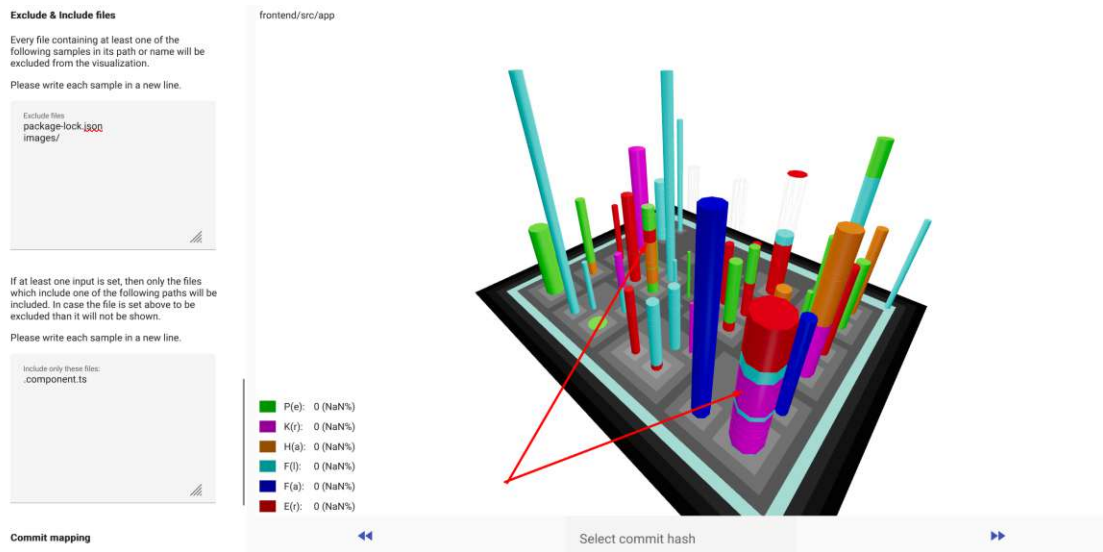 Exclude & Include files
Every file containing at least one of the
following samples in its path or name will be
excluded from the visualization.
Please write each sample in a new line.
Exclude files
package-lock.json
images/
If at least one input is set, then only the files
which include one of the following paths will be
included. In case the file is set above to be
excluded than it will not be shown.
Please write each sample in a new line.
Include only these files:
.component.ts
Commit mapping
frontend/src/app
P(e): 0 (NaN%)
K(r): 0 (NaN%)
H(a): 0 (NaN%)
F(l): 0 (NaN%)
F(a): 0 (NaN%)
E(r): 0 (NaN%)
Select commit hash